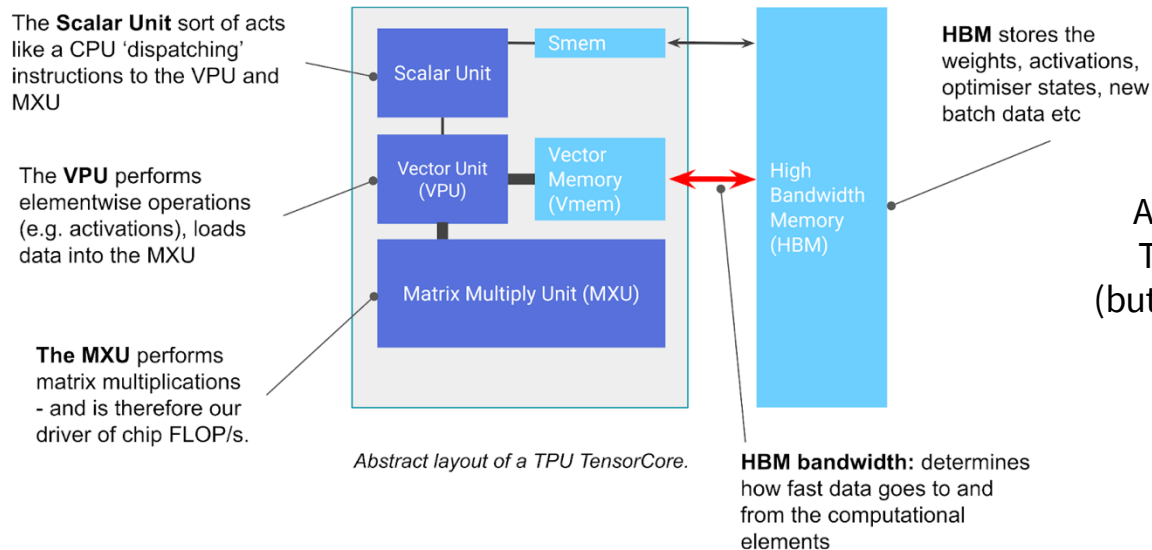 The Scalar Unit sort of acts
like a CPU ‘dispatching’
instructions to the VPU and
MXU
The VPU performs
elementwise operations
(e.g. activations), loads
data into the MXU
The MXU performs
matrix multiplications
- and is therefore our
driver of chip FLOP/s.
Scalar Unit
Smem
Vector Unit
(VPU)
Vector
Memory
(Vmem)
Matrix Multiply Unit (MXU)
Abstract layout of a TPU TensorCore.
High
Bandwidth
Memory
(HBM)
HBM stores the
weights, activations,
optimiser states, new
batch data etc
HBM bandwidth: determines
how fast data goes to and
from the computational
elements
A
T
(but